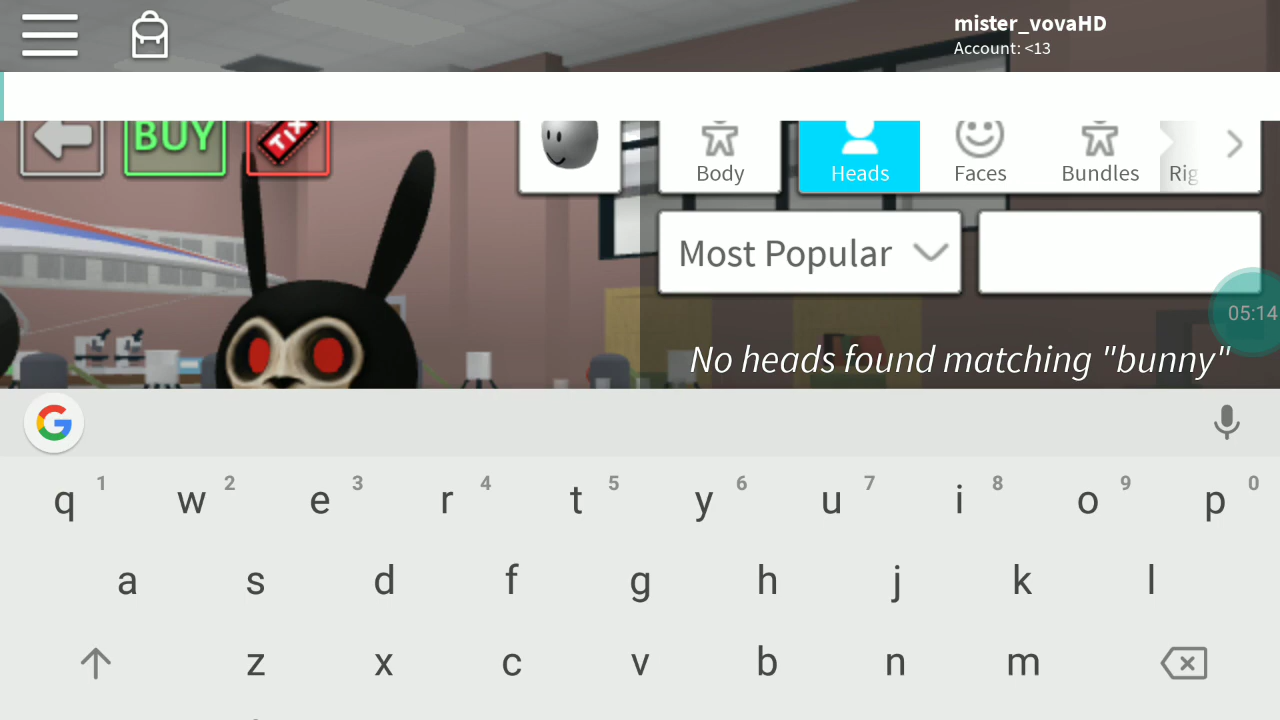 mister_vovaHD
Account: <13
BUY
TIX
Body
Heads
Faces
Bundles
Rig
Most Popular
05:14
No heads found matching "bunny"
G
q 1 w 2 e 3 r 4 t 5 y 6 u 7 i 8 o 9 p 0
a s d f g h j k l
z x c v b n m